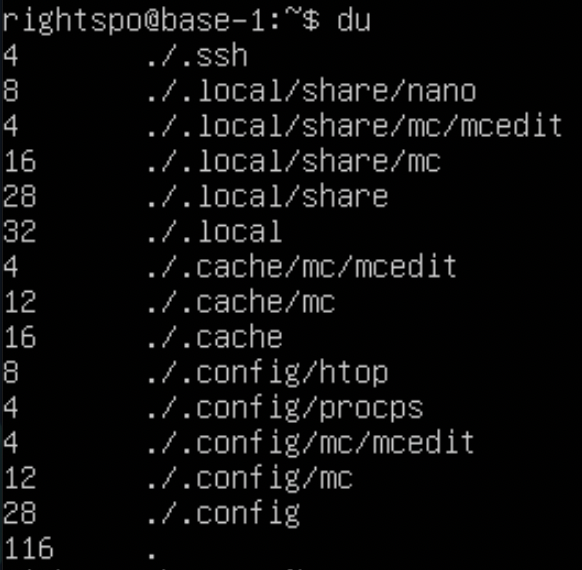 rightspo@base-1:~$ du
4 ./.ssh
8 ./.local/share/nano
4 ./.local/share/mc/mcedit
16 ./.local/share/mc
28 ./.local/share
32 ./.local
4 ./.cache/mc/mcedit
12 ./.cache/mc
16 ./.cache
8 ./.config/htop
4 ./.config/procps
4 ./.config/mc/mcedit
12 ./.config/mc
28 ./.config
116 .